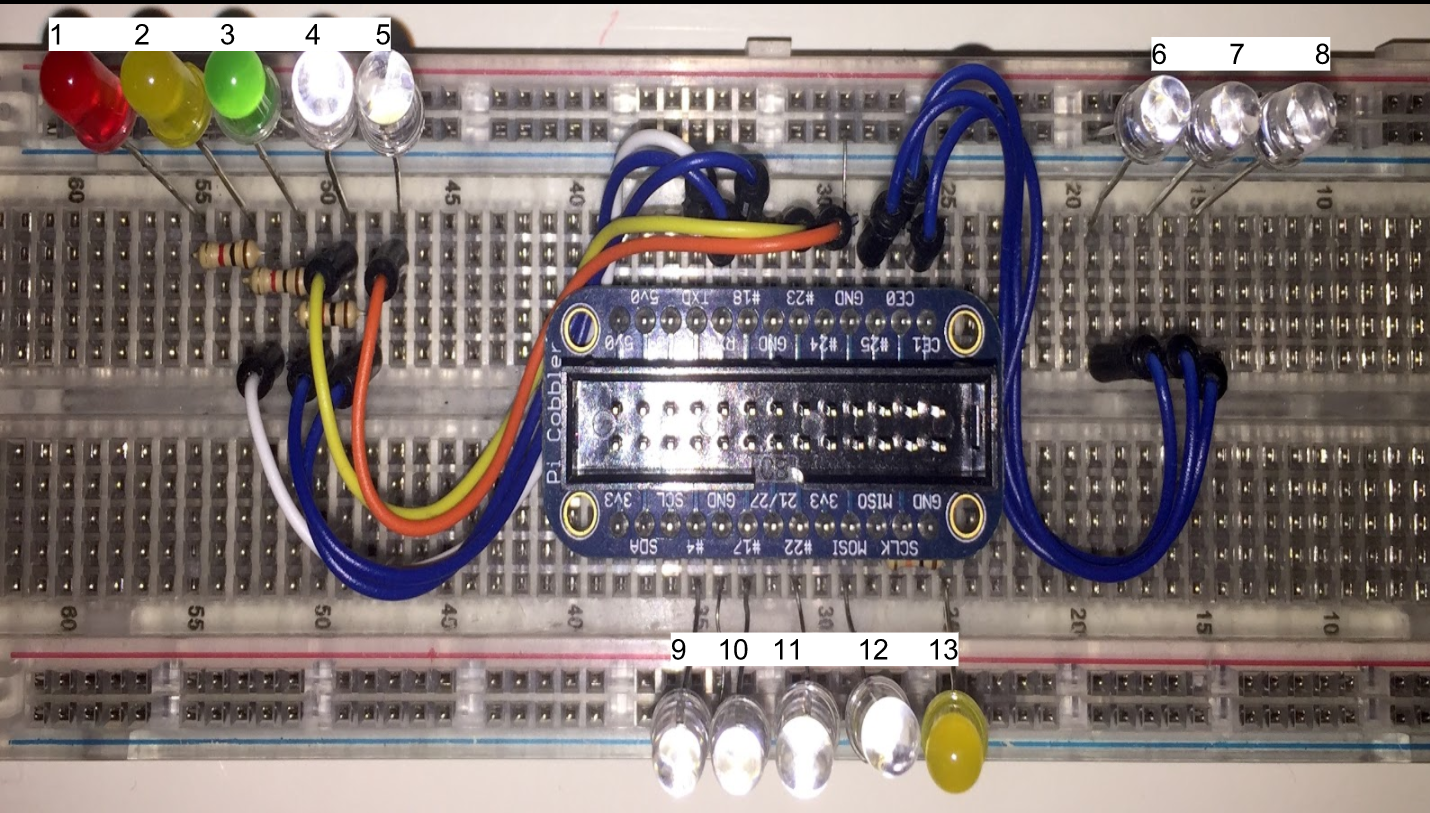 1 2 3 4 5
6 7 8
60 55 50 45 40 30 25 20 15 10
5v0 TXD #18 #23 GND CE0
5v0 GND #24 #25 CE1
Pi Cobbler
3v3 SCL GND 21/27 3v3 MISO GND
SDA #4 #17 #22 MOSI SCLK
60 55 50 40 35 30 20 15 10
9 10 11 12 13